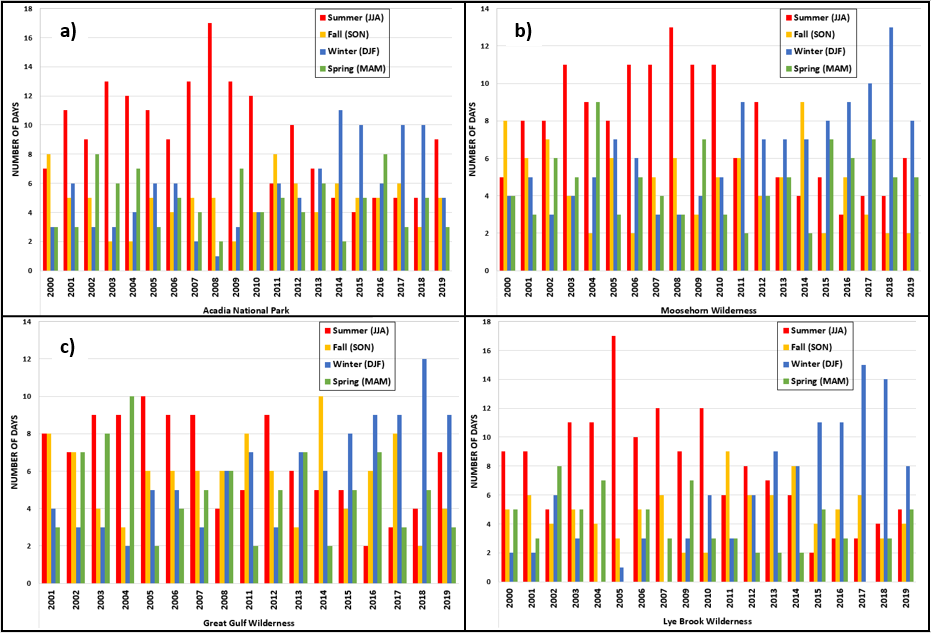 a)
Summer (JJA)
Fall (SON)
Winter (DJF)
Spring (MAM)
NUMBER OF DAYS
18
16
14
12
10
8
6
4
2
0
2000 2001 2002 2003 2004 2005 2006 2007 2008 2009 2010 2011 2012 2013 2014 2015 2016 2017 2018 2019
Acadia National Park
b)
Summer (JJA)
Fall (SON)
Winter (DJF)
Spring (MAM)
NUMBER OF DAYS
14
12
10
8
6
4
2
0
2000 2001 2002 2003 2004 2005 2006 2007 2008 2009 2010 2011 2012 2013 2014 2015 2016 2017 2018 2019
Moosehorn Wilderness
c)
Summer (JJA)
Fall (SON)
Winter (DJF)
Spring (MAM)
NUMBER OF DAYS
14
12
10
8
6
4
2
0
2001 2002 2003 2004 2005 2006 2007 2008 2011 2012 2013 2014 2015 2016 2017 2018 2019
Great Gulf Wilderness
Summer (JJA)
Fall (SON)
Winter (DJF)
Spring (MAM)
NUMBER OF DAYS
18
16
14
12
10
8
6
4
2
0
2000 2001 2002 2003 2004 2005 2006 2007 2009 2010 2011 2012 2013 2014 2015 2016 2017 2018 2019
Lye Brook Wilderness